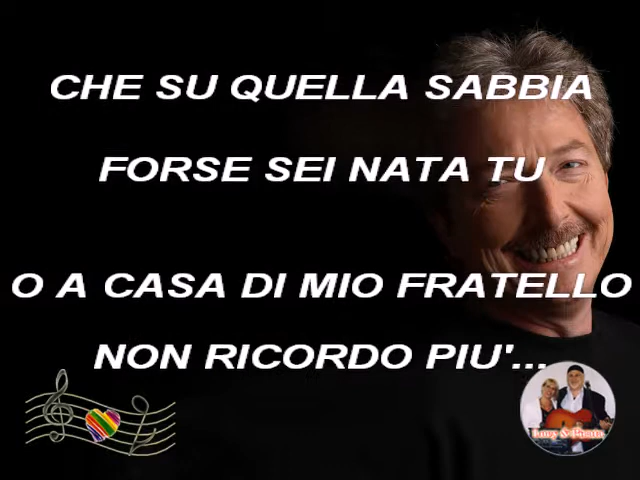 CHE SU QUELLA SABBIA
FORSE SEI NATA TU
O A CASA DI MIO FRATELLO
NON RICORDO PIU'...